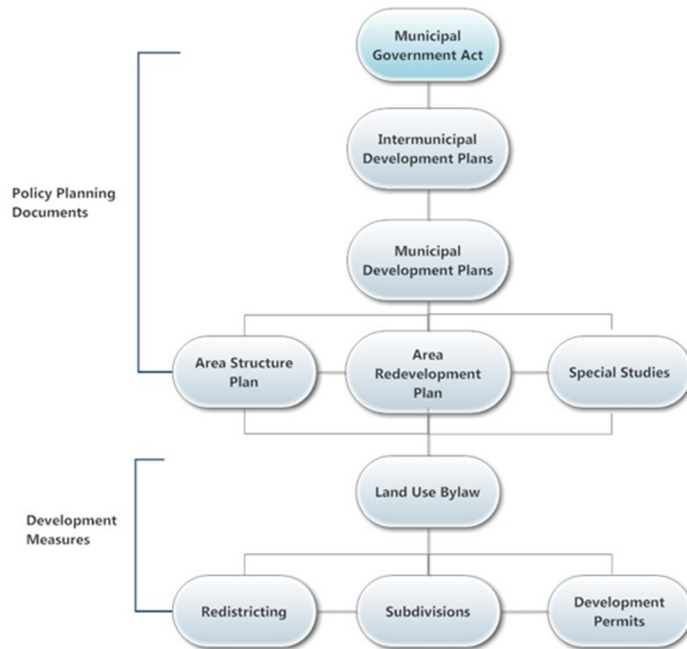 Municipal
Government Act
Intermunicipal
Development Plans
Policy Planning
Documents
Municipal
Development Plans
Area Structure
Plan
Area
Redevelopment
Plan
Special Studies
Land Use Bylaw
Development
Measures
Redistricting
Subdivisions
Development
Permits